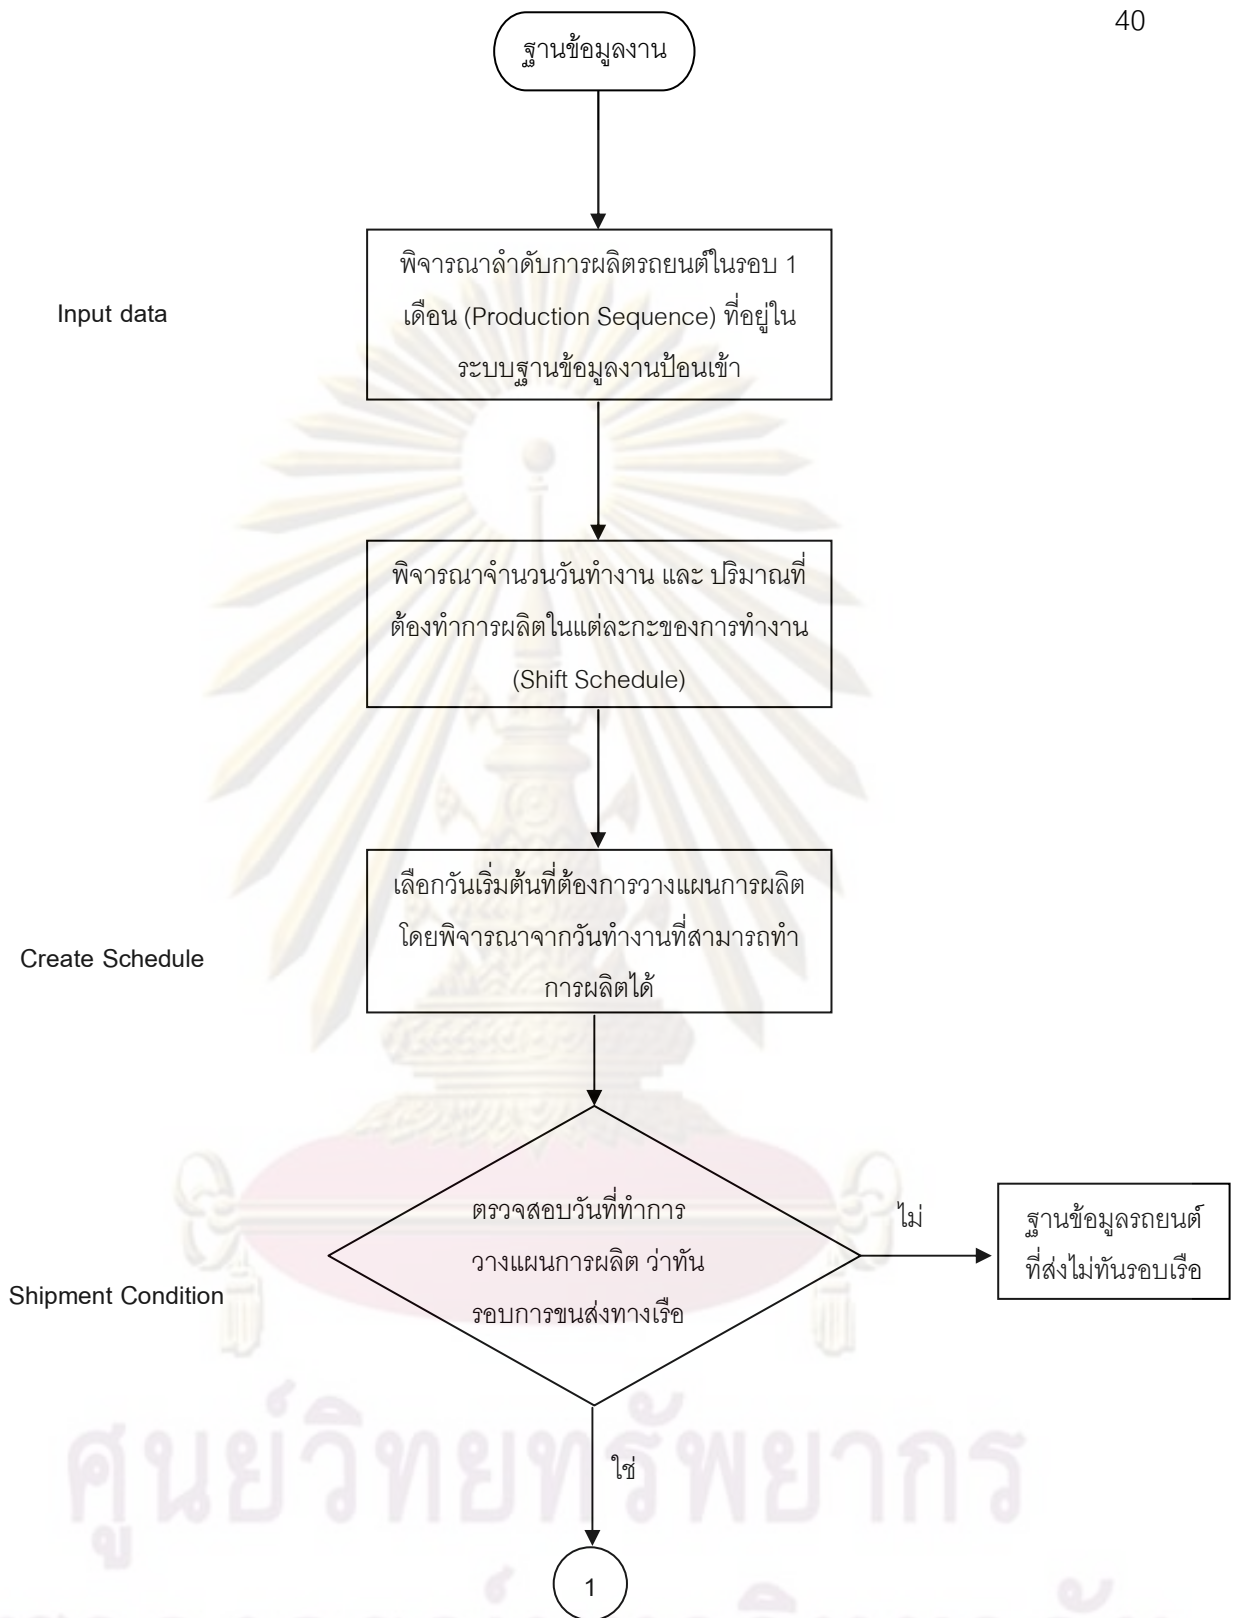 40
ฐานข้อมูลงาน
Input data
พิจารณาลำดับการผลิตรถยนต์ในรอบ 1
เดือน (Production Sequence) ที่อยู่ใน
ระบบฐานข้อมูลงานป้อนเข้า
พิจารณาจำนวนวันทำงาน และ ปริมาณที่
ต้องทำการผลิตในแต่ละกะของการทำงาน
(Shift Schedule)
Create Schedule
เลือกวันเริ่มต้นที่ต้องการวางแผนการผลิต
โดยพิจารณาจากวันทำงานที่สามารถทำ
การผลิตได้
Shipment Condition
ตรวจสอบวันที่ทำการ
วางแผนการผลิต ว่าทัน
รอบการขนส่งทางเรือ
ไม่
ฐานข้อมูลรถยนต์
ที่ส่งไม่ทันรอบเรือ
ใช่
1
ศูนย์วิทยทรัพยากร